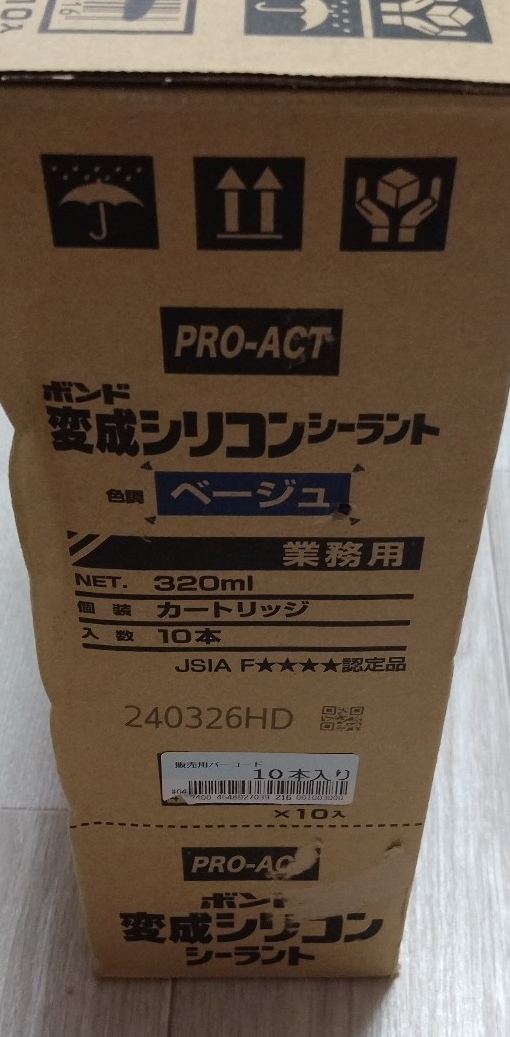 16
PRO-ACT
ボンド
変成シリコンシーラント
色調 ベージュ
業務用
NET. 320ml
個装 カートリッジ
入数 10本
JSIA F★★★★認定品
240326HD
販売用バーコード
10本入り
×10入
PRO-AC
ボンド
変成シリコン
シーラント